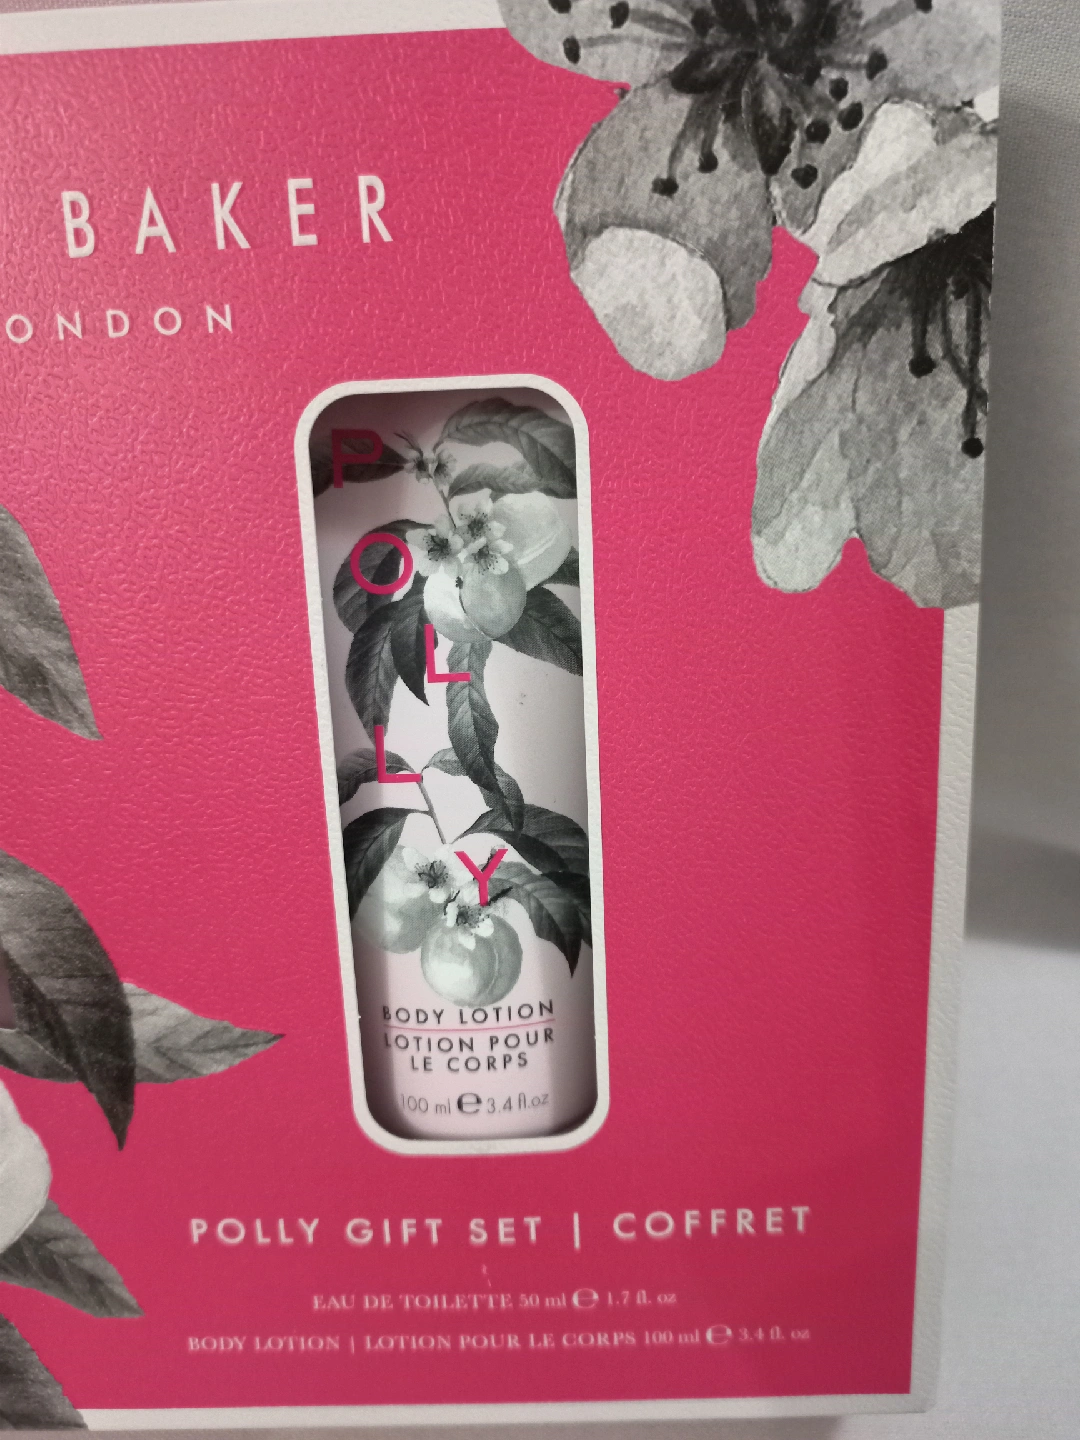 BAKER
ONDON
POLLY
BODY LOTION
LOTION POUR
LE CORPS
100 ml e 3.4 fl.oz
POLLY GIFT SET | COFFRET
EAU DE TOILETTE 50 ml e 1.7 fl. oz
BODY LOTION | LOTION POUR LE CORPS 100 ml e 3.4 fl. oz